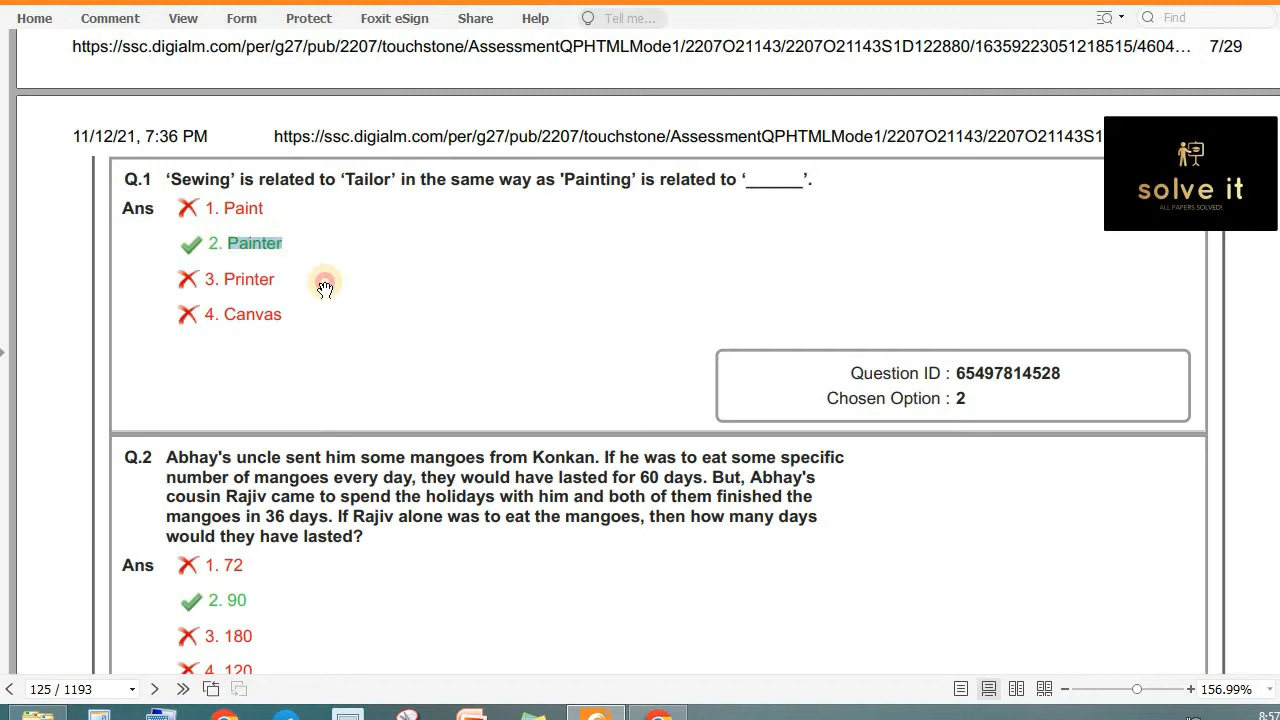 Home Comment View Form Protect Foxit eSign Share Help Tell me... Find
https://ssc.digialm.com/per/g27/pub/2207/touchstone/AssessmentQPHTMLMode1/2207O21143/2207O21143S1D122880/16359223051218515/4604… 7/29
11/12/21, 7:36 PM https://ssc.digialm.com/per/g27/pub/2207/touchstone/AssessmentQPHTMLMode1/2207O21143/2207O21143S1
solve it
ALL PAPERS SOLVED!
Q.1 ‘Sewing’ is related to ‘Tailor’ in the same way as 'Painting’ is related to ‘______’.
Ans 1. Paint
2. Painter
3. Printer
4. Canvas
Question ID : 65497814528
Chosen Option : 2
Q.2 Abhay's uncle sent him some mangoes from Konkan. If he was to eat some specific
number of mangoes every day, they would have lasted for 60 days. But, Abhay's
cousin Rajiv came to spend the holidays with him and both of them finished the
mangoes in 36 days. If Rajiv alone was to eat the mangoes, then how many days
would they have lasted?
Ans 1. 72
2. 90
3. 180
4. 120
125 / 1193 156.99%
8:57